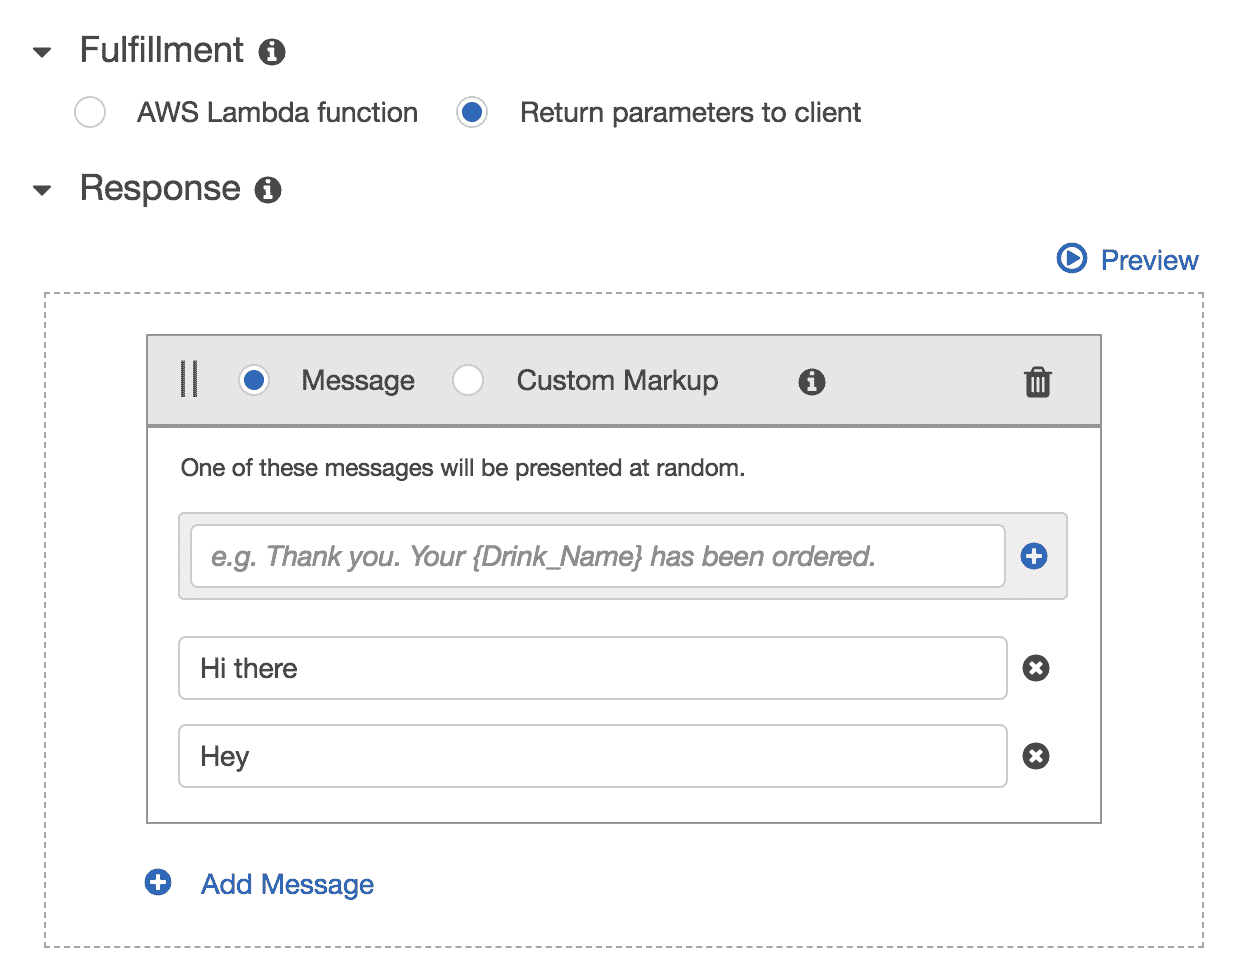 Fulfillment
AWS Lambda function Return parameters to client
Response
Preview
Message Custom Markup
One of these messages will be presented at random.
e.g. Thank you. Your {Drink_Name} has been ordered.
Hi there
Hey
Add Message